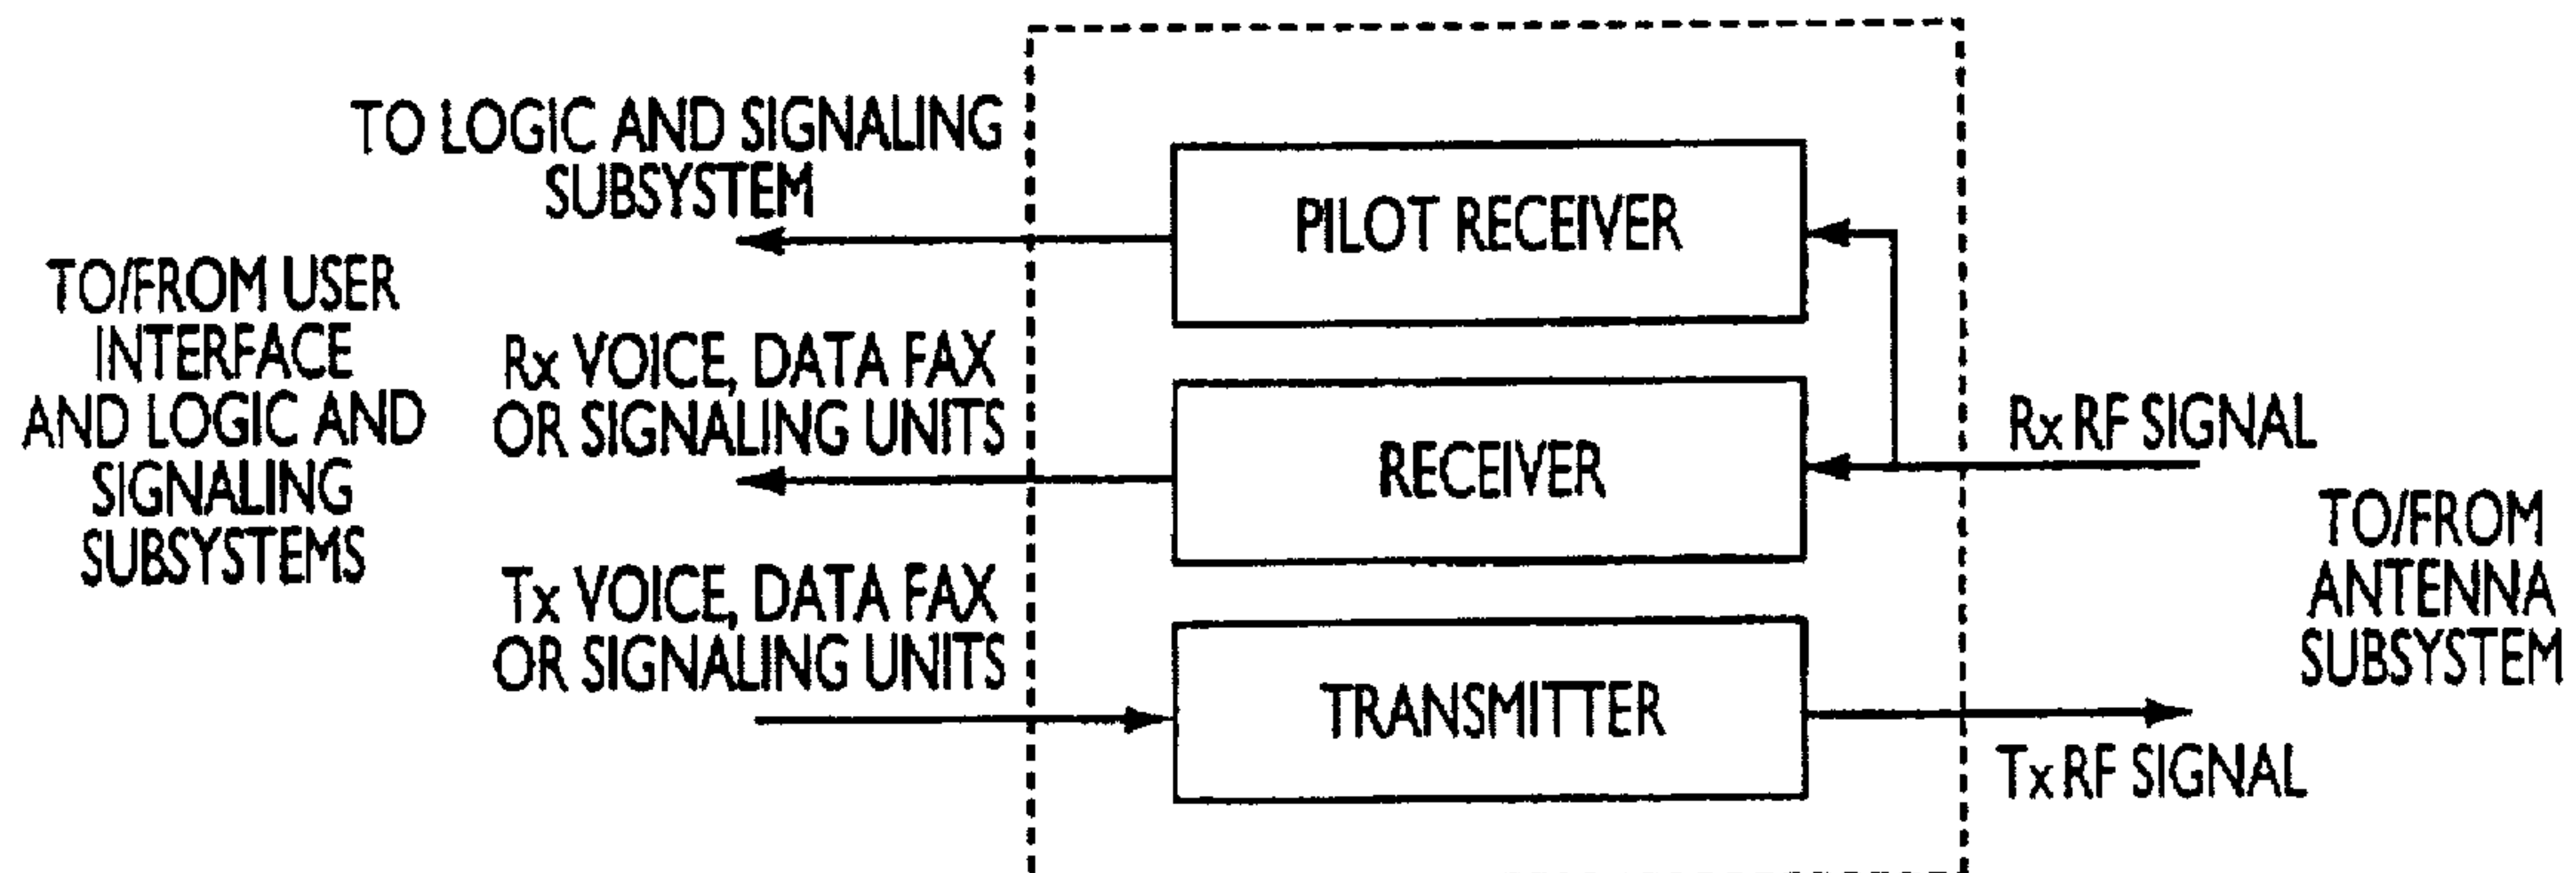 TO LOGIC AND SIGNALING
SUBSYSTEM
PILOT RECEIVER
TO/FROM USER
INTERFACE
AND LOGIC AND
SIGNALING
SUBSYSTEMS
Rx VOICE, DATA FAX
OR SIGNALING UNITS
RECEIVER
Rx RF SIGNAL
TO/FROM
ANTENNA
SUBSYSTEM
Tx VOICE, DATA FAX
OR SIGNALING UNITS
TRANSMITTER
Tx RF SIGNAL